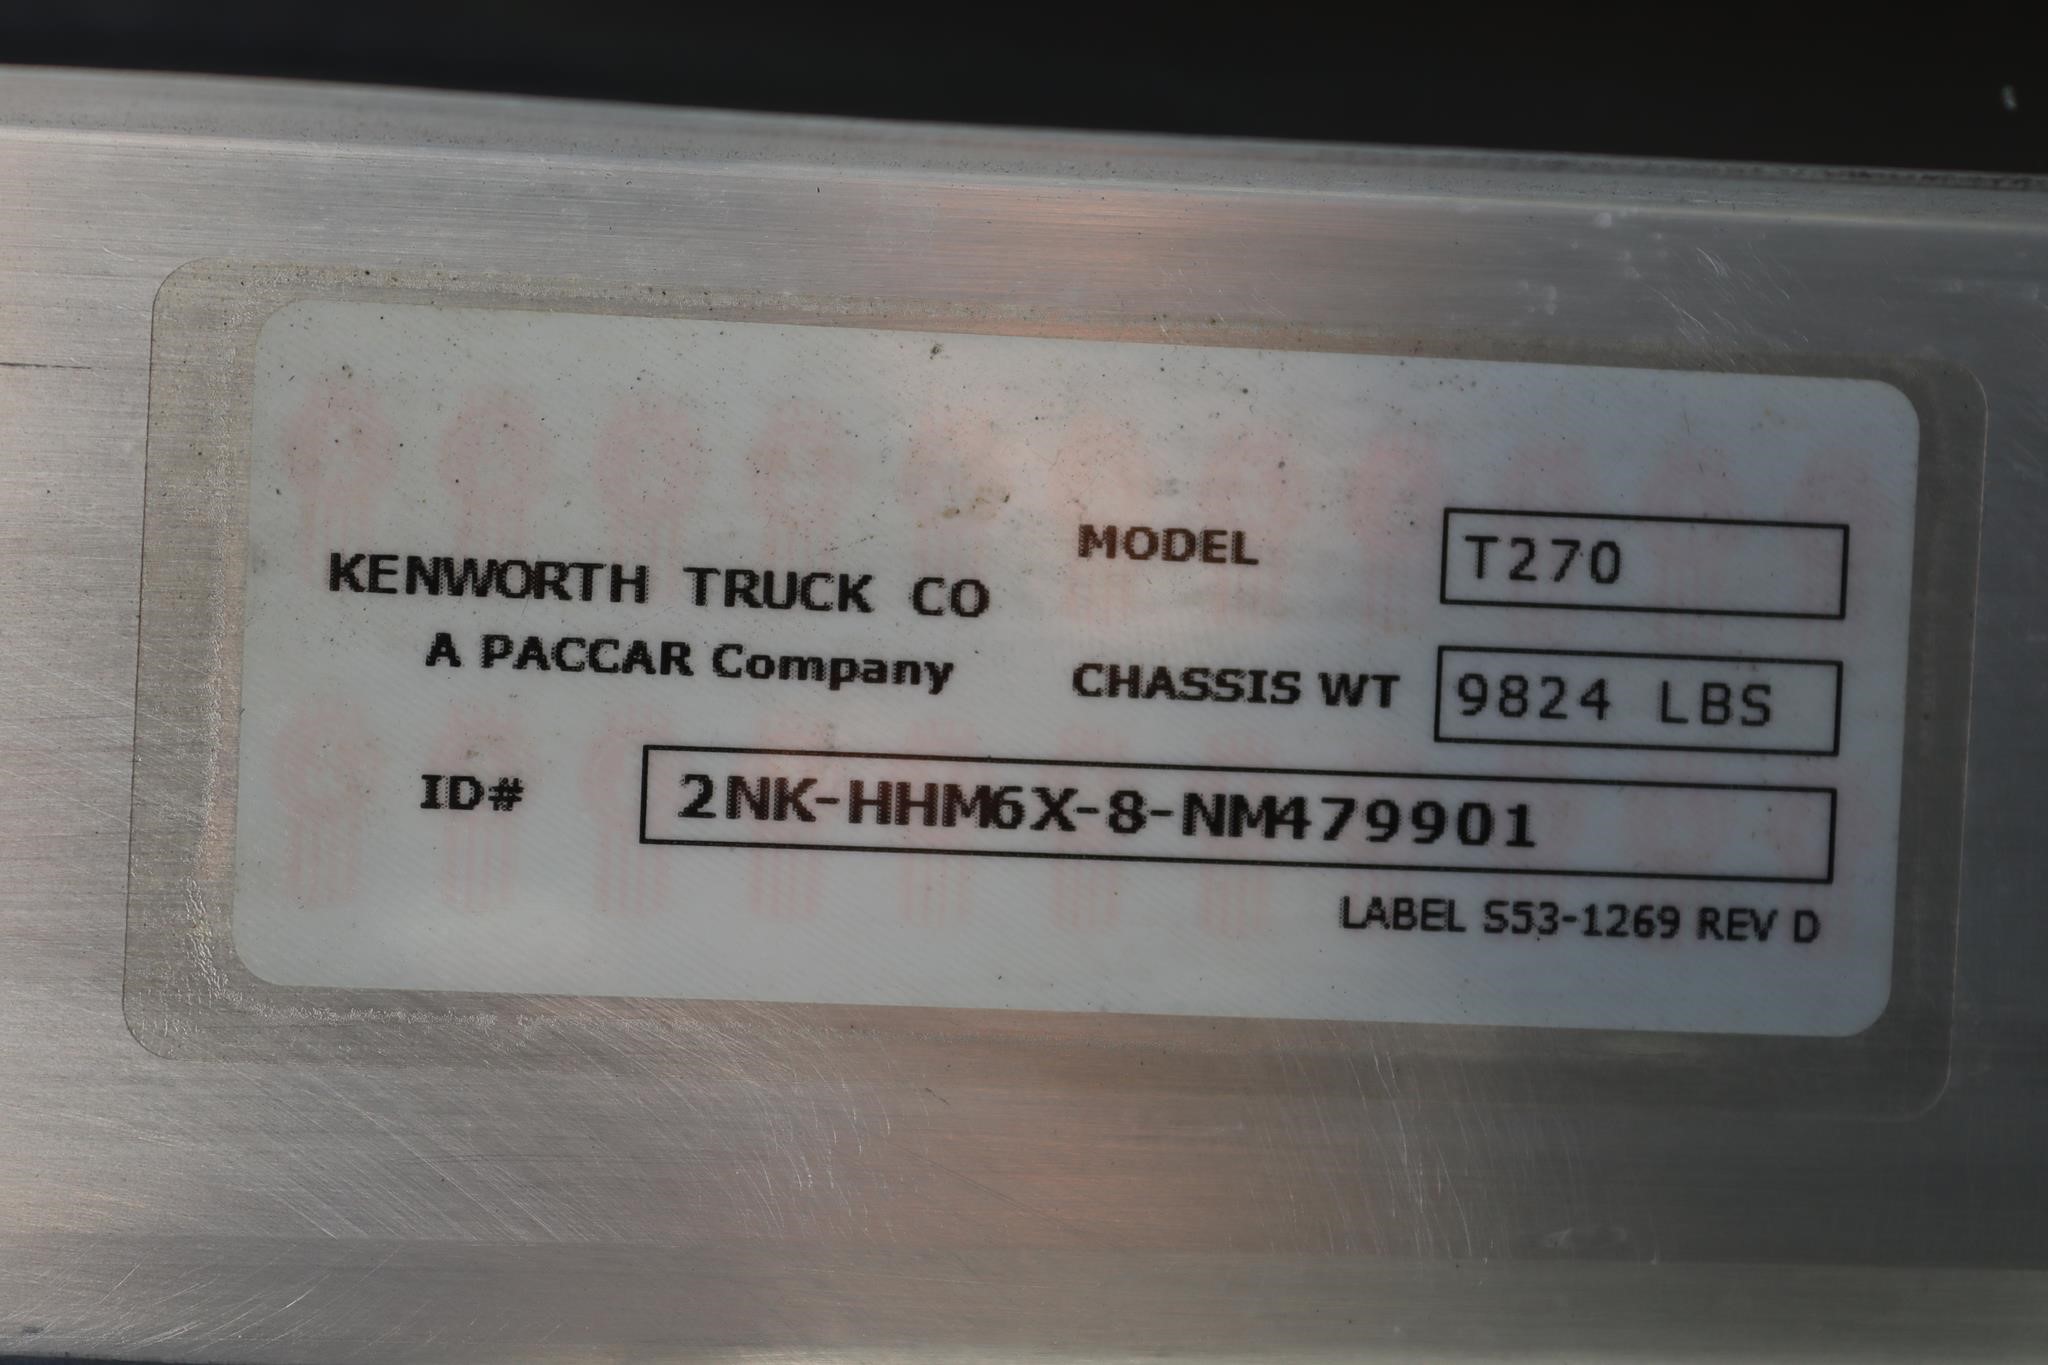 KENWORTH TRUCK CO
A PACCAR Company
MODEL T270
CHASSIS WT 9824 LBS
ID# 2NK-HHM6X-8-NM479901
LABEL S53-1269 REV D